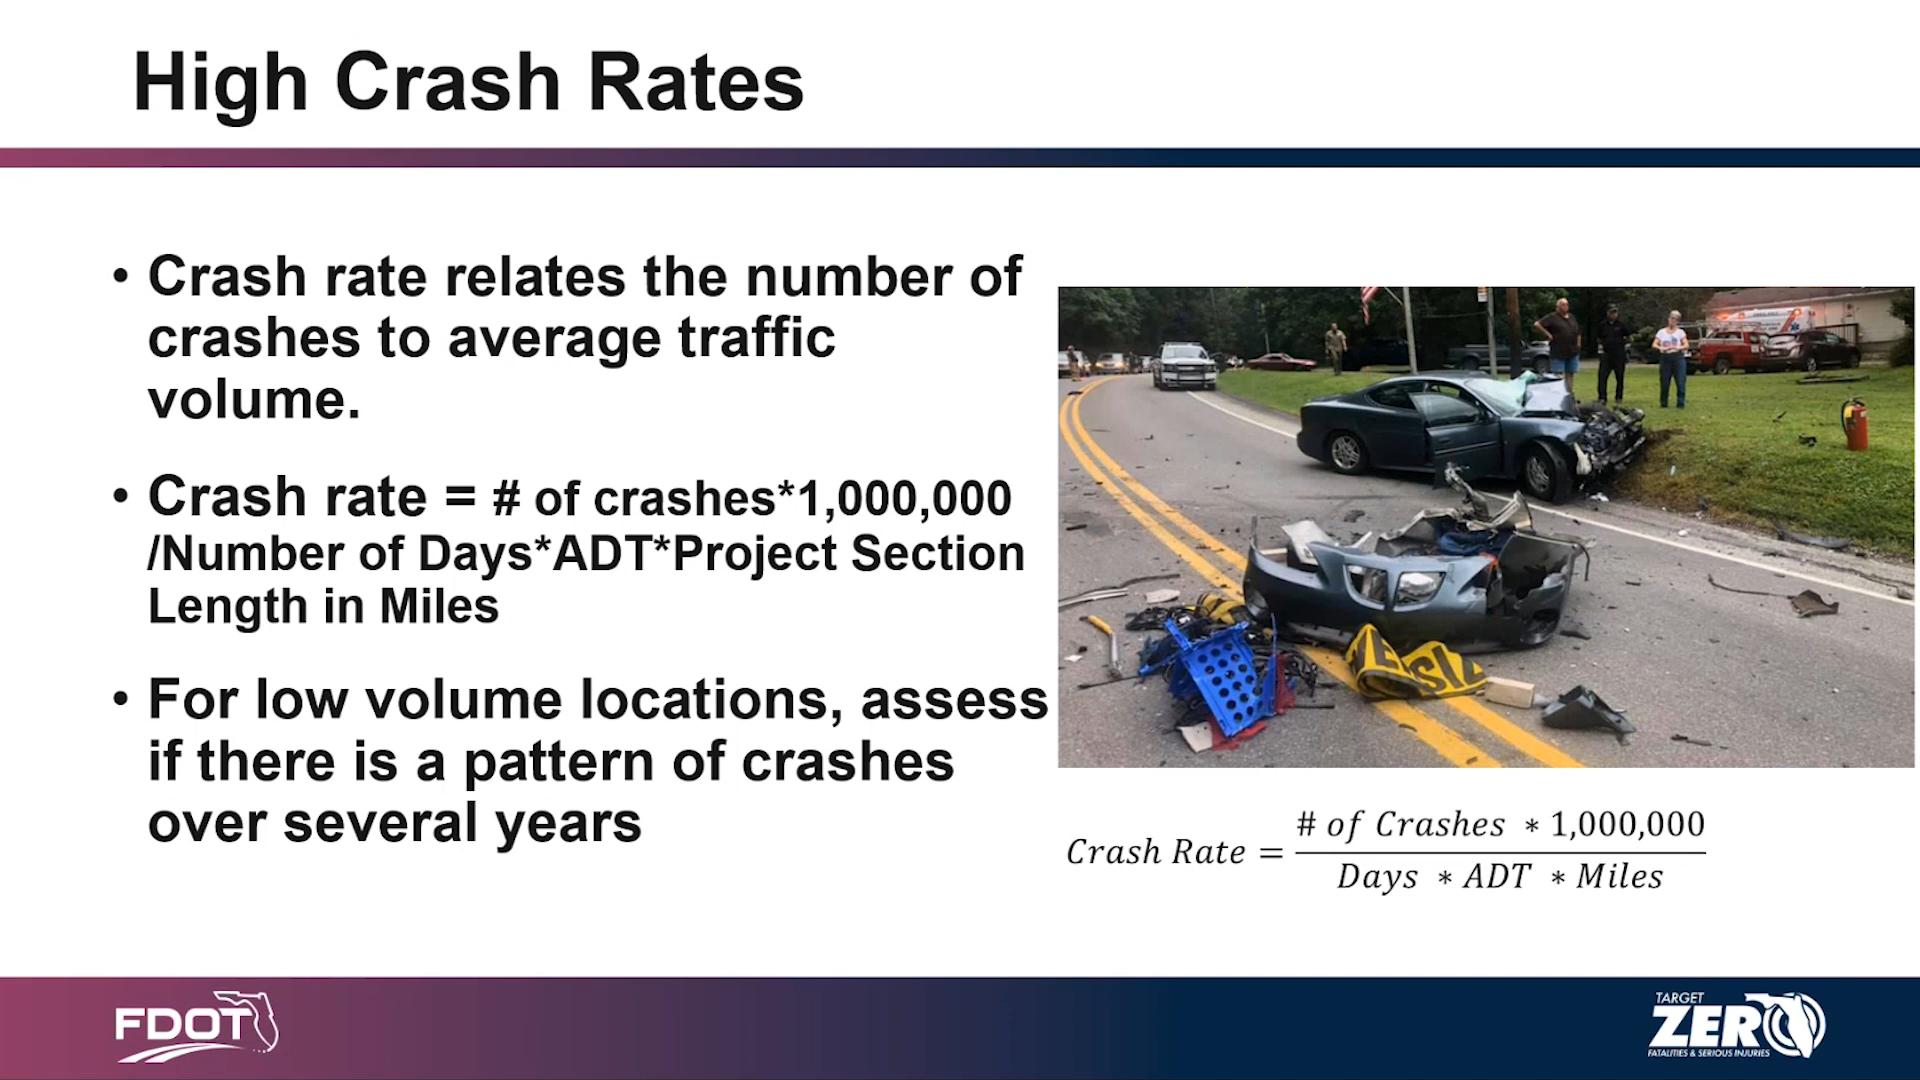 High Crash Rates
• Crash rate relates the number of
crashes to average traffic
volume.
• Crash rate = # of crashes*1,000,000
/Number of Days*ADT*Project Section
Length in Miles
• For low volume locations, assess
if there is a pattern of crashes
over several years
Crash Rate = # of Crashes * 1,000,000
Days * ADT * Miles
FDOT
TARGET
ZERO
FATALITIES & SERIOUS INJURIES